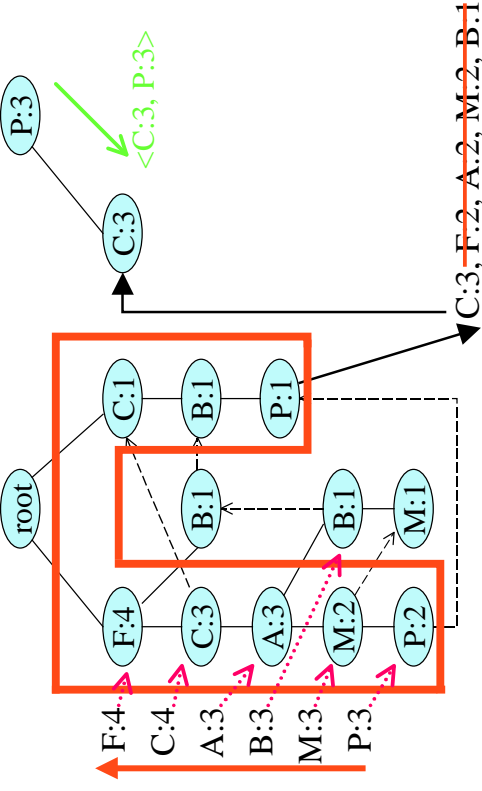 root
F:4
C:3
A:3
M:2
P:2
B:1
B:1
M:1
C:1
B:1
P:1
F:4
C:4
A:3
B:3
M:3
P:3
P:3
C:3
<C:3, P:3>
C:3, F:2, A:2, M:2, B:1